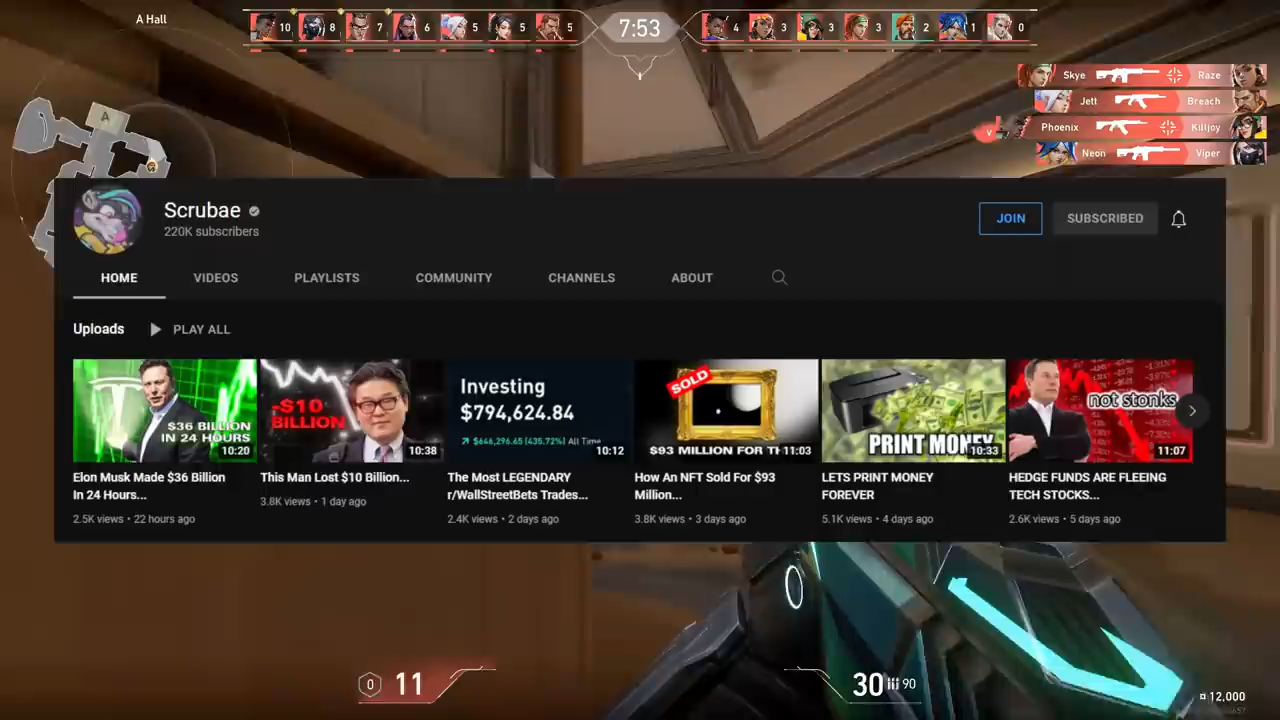 A Hall
10 8 7 6 5 5 5 7:53 4 3 3 3 2 1 0
Skye Raze
Jett Breach
Phoenix Killjoy
Neon Viper
A
Scrubae
220K subscribers
JOIN SUBSCRIBED
HOME VIDEOS PLAYLISTS COMMUNITY CHANNELS ABOUT
Uploads PLAY ALL
$36 BILLION
IN 24 HOURS
10:20
-$10
BILLION
10:38
Investing
$794,624.84
$646,296.65 (435.72%) All Time
10:12
SOLD
$93 MILLION FOR TH
11:03
PRINT MONEY
10:33
not stonks
11:07
Elon Musk Made $36 Billion
In 24 Hours...
2.5K views • 22 hours ago
This Man Lost $10 Billion...
3.8K views • 1 day ago
The Most LEGENDARY
r/WallStreetBets Trades...
2.4K views • 2 days ago
How An NFT Sold For $93
Million...
3.8K views • 3 days ago
LETS PRINT MONEY
FOREVER
5.1K views • 4 days ago
HEDGE FUNDS ARE FLEEING
TECH STOCKS...
2.6K views • 5 days ago
0 11
30 90
12,000